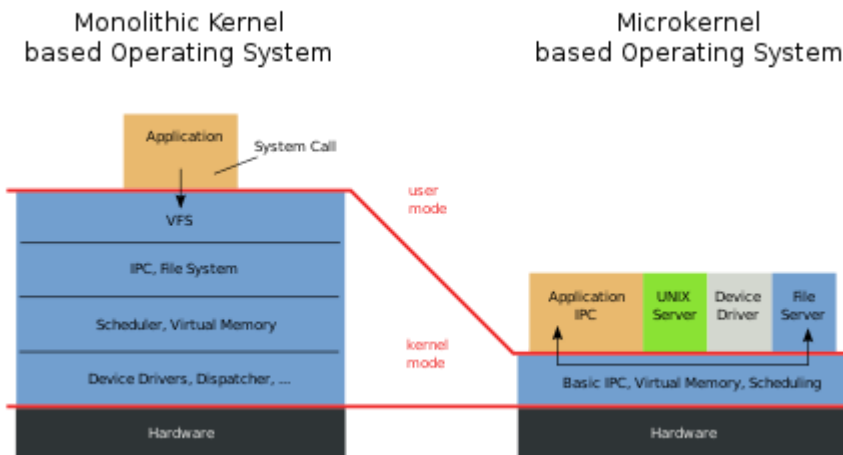 Monolithic Kernel
based Operating System
Microkernel
based Operating System
Application
System Call
user
mode
VFS
IPC, File System
Scheduler, Virtual Memory
kernel
mode
Device Drivers, Dispatcher, ...
Hardware
Application
IPC
UNIX
Server
Device
Driver
File
Server
Basic IPC, Virtual Memory, Scheduling
Hardware